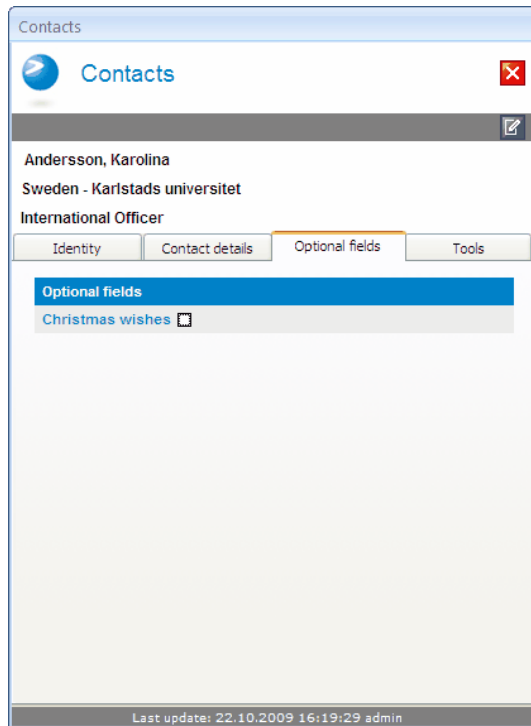 Contacts
Contacts
Andersson, Karolina
Sweden - Karlstads universitet
International Officer
Identity Contact details Optional fields Tools
Optional fields
Christmas wishes
Last update: 22.10.2009 16:19:29 admin